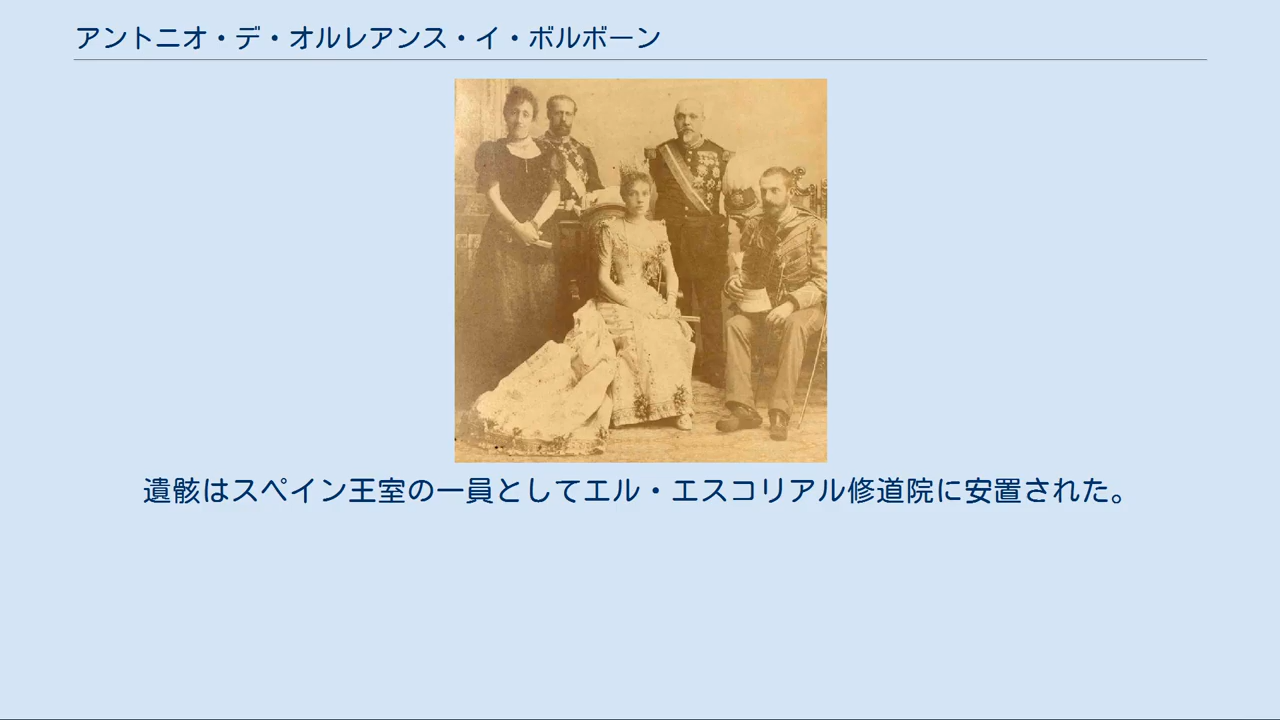 アントニオ・デ・オルレアンス・イ・ボルボーン
遺骸はスペイン王室の一員としてエル・エスコリアル修道院に安置された。